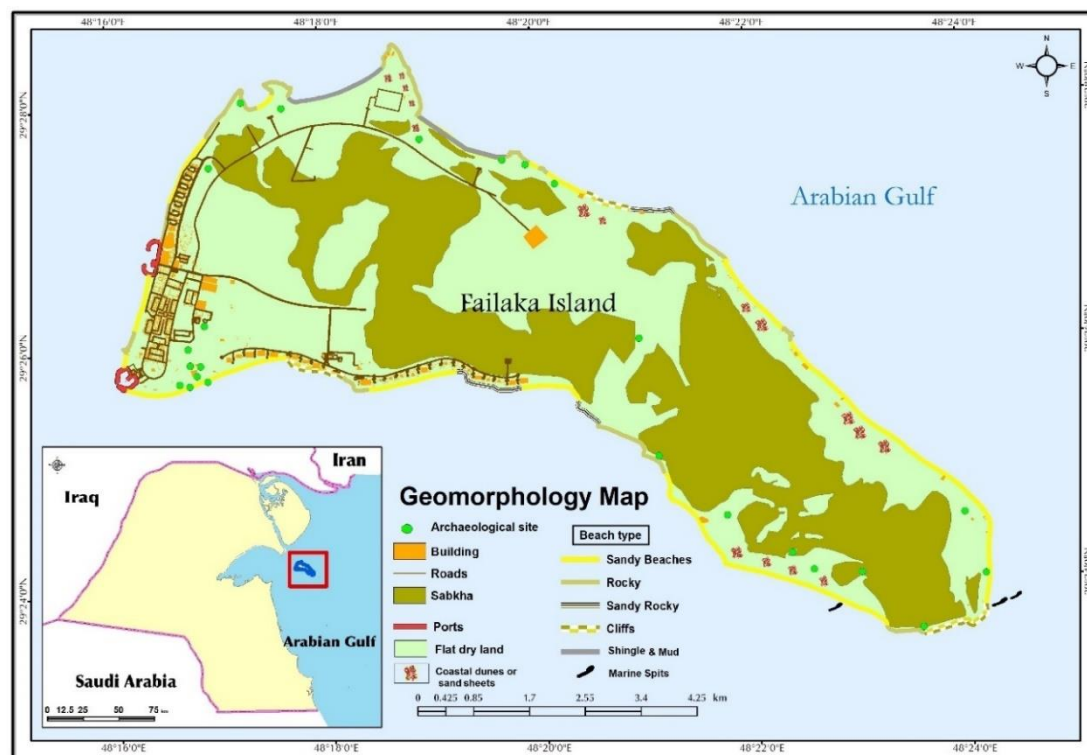 48°16'0"E 48°18'0"E 48°20'0"E 48°22'0"E 48°24'0"E
N
W E
S
29°28'0"N
Arabian Gulf
Failaka Island
29°26'0"N
29°24'0"N
Iran
Iraq
Arabian Gulf
Saudi Arabia
0 12.5 25 50 75 km
Geomorphology Map
Archaeological site
Building
Roads
Sabkha
Ports
Flat dry land
Coastal dunes or
sand sheets
Beach type
Sandy Beaches
Rocky
Sandy Rocky
Cliffs
Shingle & Mud
Marine Spits
0 0.425 0.85 1.7 2.55 3.4 4.25 km
48°16'0"E 48°18'0"E 48°20'0"E 48°22'0"E 48°24'0"E